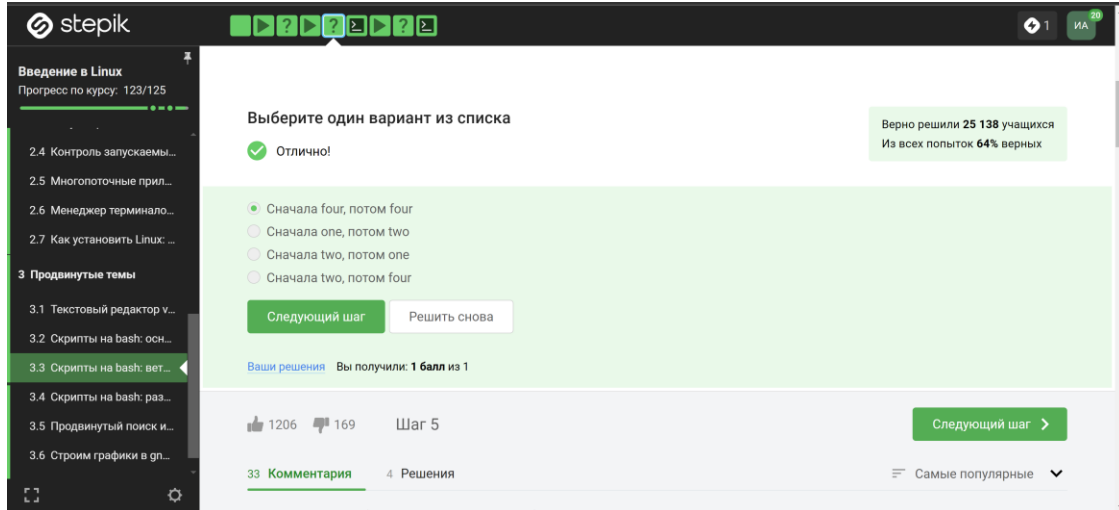 stepik
1
ИА
20
Введение в Linux
Прогресс по курсу: 123/125
2.4 Контроль запускаемы...
2.5 Многопоточные прил...
2.6 Менеджер терминало...
2.7 Как установить Linux: ...
3 Продвинутые темы
3.1 Текстовый редактор v...
3.2 Скрипты на bash: осн...
3.3 Скрипты на bash: вет...
3.4 Скрипты на bash: раз...
3.5 Продвинутый поиск и...
3.6 Строим графики в gn...
Выберите один вариант из списка
Отлично!
Верно решили 25 138 учащихся
Из всех попыток 64% верных
Сначала four, потом four
Сначала one, потом two
Сначала two, потом one
Сначала two, потом four
Следующий шаг
Решить снова
Ваши решения Вы получили: 1 балл из 1
1206 169 Шаг 5
Следующий шаг
33 Комментария 4 Решения
Самые популярные